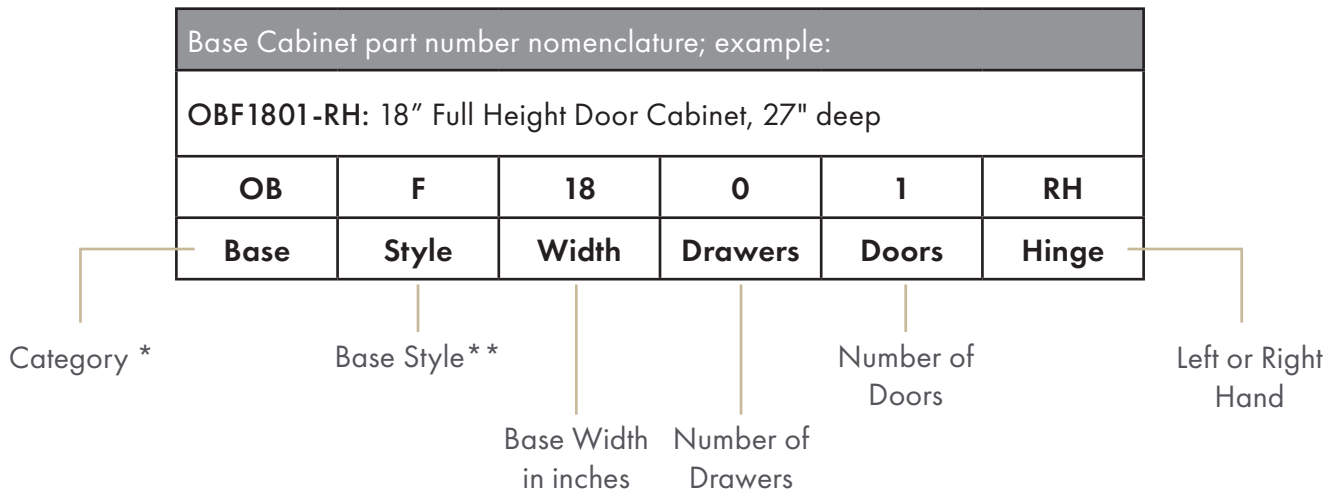 Base Cabinet part number nomenclature; example:
OBF1801-RH: 18” Full Height Door Cabinet, 27" deep
OB F 18 0 1 RH
Base Style Width Drawers Doors Hinge
Category *
Base Style**
Number of
Doors
Left or Right
Hand
Base Width
in inches
Number of
Drawers